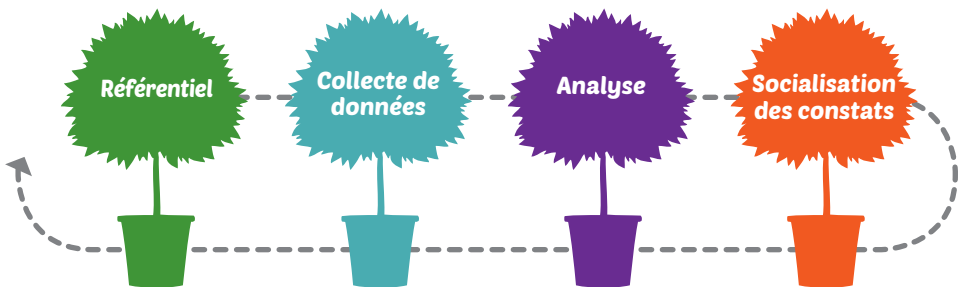 Référentiel
Collecte de
données
Analyse
Socialisation
des constats